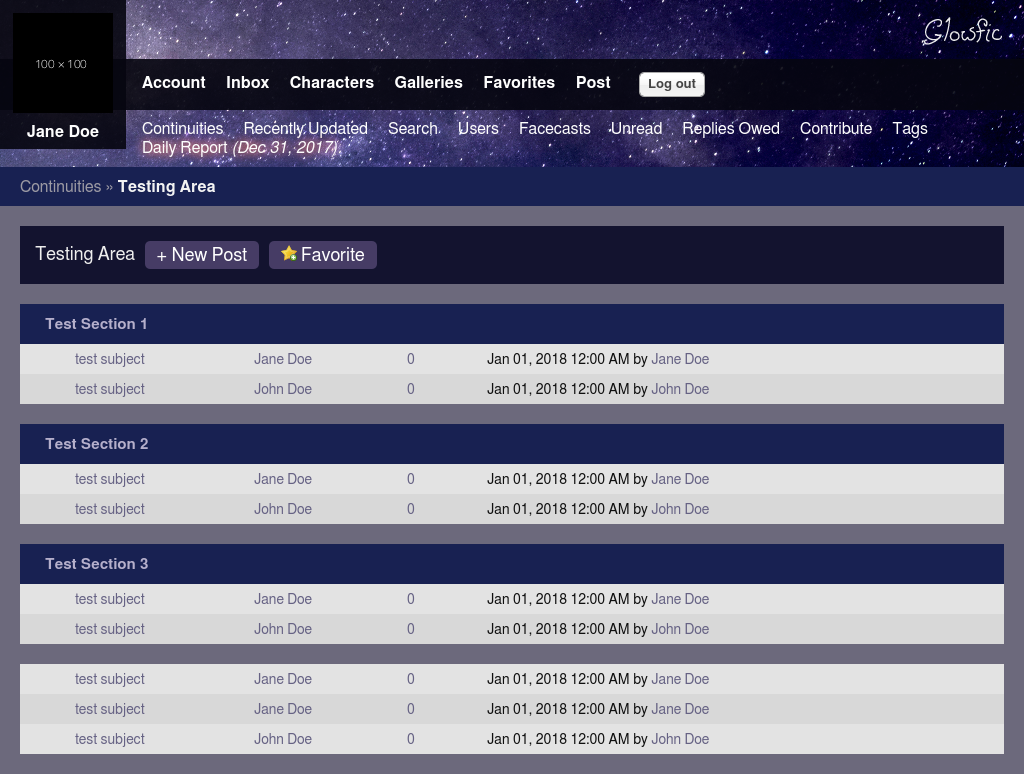 Glowfic
100 × 100
Jane Doe
Account Inbox Characters Galleries Favorites Post Log out
Continuities Recently Updated Search Users Facecasts Unread Replies Owed Contribute Tags
Daily Report (Dec 31, 2017)
Continuities » Testing Area
Testing Area + New Post Favorite
Test Section 1
test subject Jane Doe 0 Jan 01, 2018 12:00 AM by Jane Doe
test subject John Doe 0 Jan 01, 2018 12:00 AM by John Doe
Test Section 2
test subject Jane Doe 0 Jan 01, 2018 12:00 AM by Jane Doe
test subject John Doe 0 Jan 01, 2018 12:00 AM by John Doe
Test Section 3
test subject Jane Doe 0 Jan 01, 2018 12:00 AM by Jane Doe
test subject John Doe 0 Jan 01, 2018 12:00 AM by John Doe
test subject Jane Doe 0 Jan 01, 2018 12:00 AM by Jane Doe
test subject Jane Doe 0 Jan 01, 2018 12:00 AM by John Doe
test subject John Doe 0 Jan 01, 2018 12:00 AM by John Doe